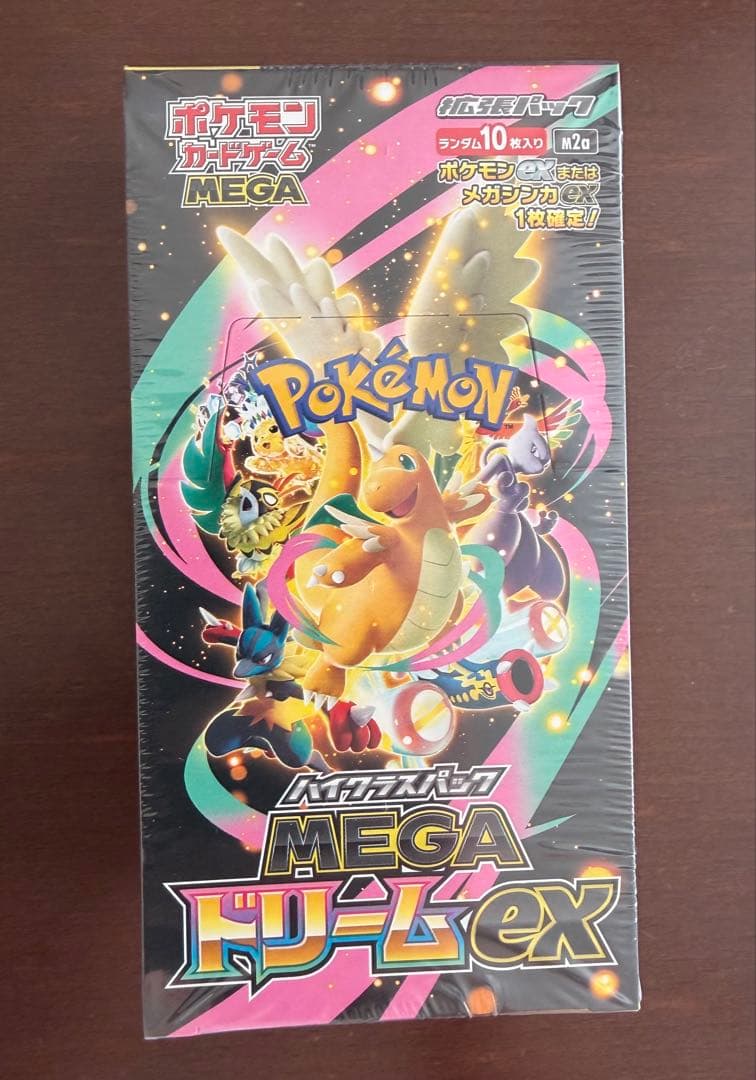 ポケモン
カードゲーム™
MEGA
拡張パック
ランダム10枚入り M2a
ポケモンexまたは
メガシンカex
1枚確定!
POKéMON™
ハイクラスパック
MEGA
ドリームex